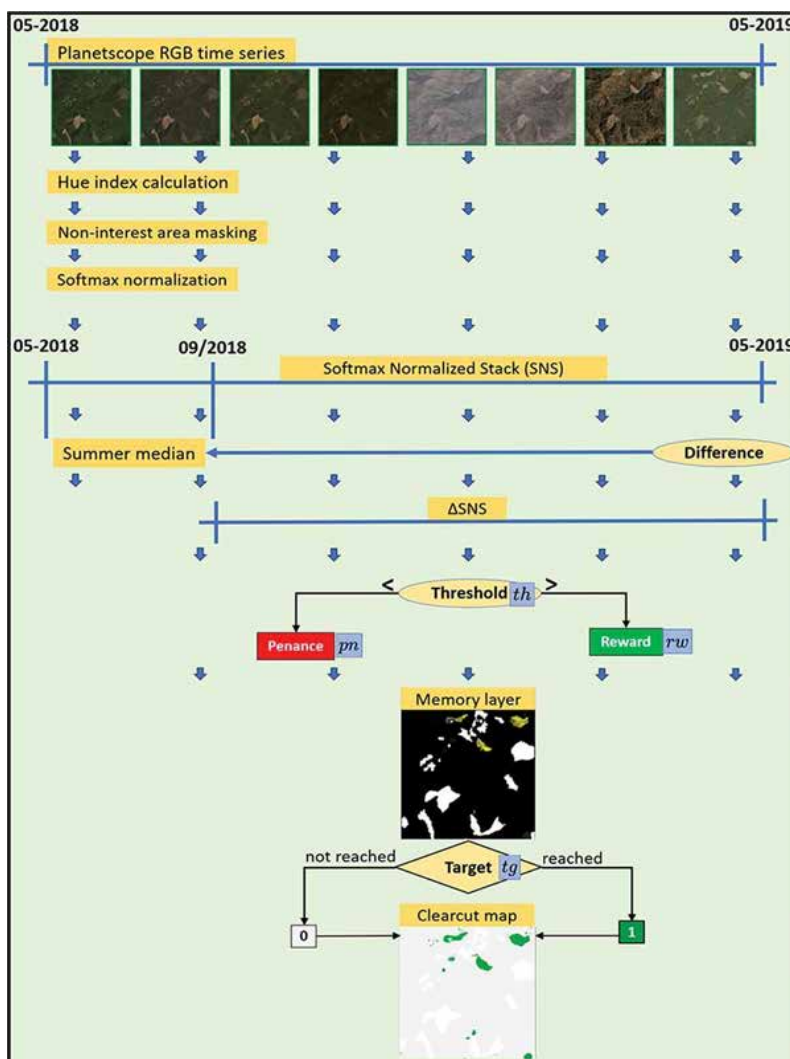 05-2018 05-2019
Planetscope RGB time series
Hue index calculation
Non-interest area masking
Softmax normalization
05-2018 09/2018 05-2019
Softmax Normalized Stack (SNS)
Summer median Difference
ΔSNS
< Threshold th >
Penance pn Reward rw
Memory layer
not reached Target tg reached
Clearcut map
0 1